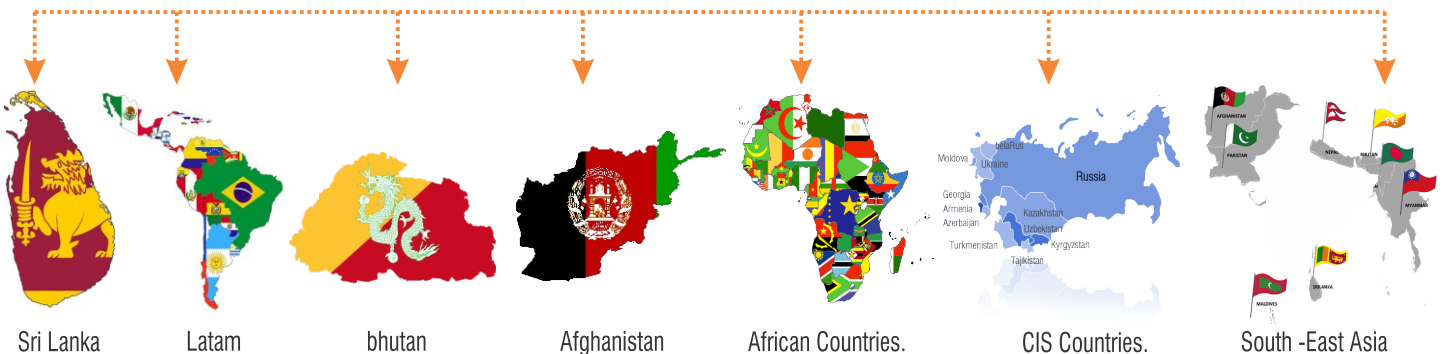 AFGHANISTAN
PAKISTAN
NEPAL
BHUTAN
MYANMAR
SRILANKA
MALDIVES
belaRus
Moldova
Ukraine
Russia
Georgia
Armenia
Azerbaijan
Kazakhstan
Uzbekistan
Turkmenistan
Kyrgyzstan
Tajikistan
Sri Lanka
Latam
bhutan
Afghanistan
African Countries.
CIS Countries.
South -East Asia